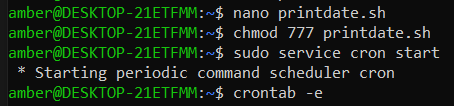 amber@DESKTOP-21ETFMM:~$ nano printdate.sh
amber@DESKTOP-21ETFMM:~$ chmod 777 printdate.sh
amber@DESKTOP-21ETFMM:~$ sudo service cron start
 * Starting periodic command scheduler cron
amber@DESKTOP-21ETFMM:~$ crontab -e